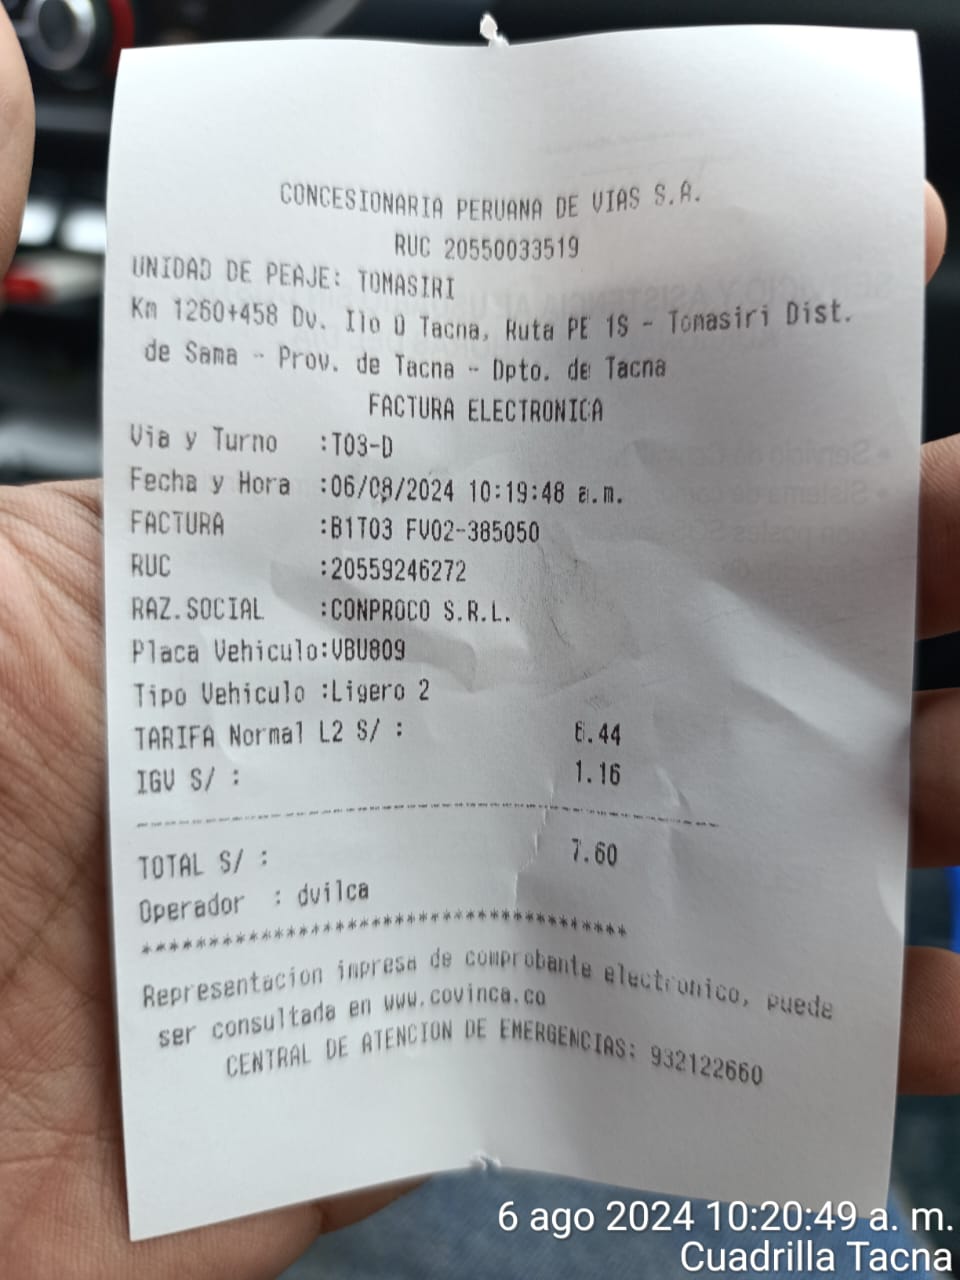 CONCESIONARIA PERUANA DE VIAS S.A.
RUC 20550033519
UNIDAD DE PEAJE: TOMASIRI
Km 1260+458 Dv. Ilo O Tacna, Ruta PE 1S - Tomasiri Dist.
de Sama - Prov. de Tacna - Dpto. de Tacna
FACTURA ELECTRONICA
Via y Turno :T03-D
Fecha y Hora :06/08/2024 10:19:48 a.m.
FACTURA :B1T03 FV02-385050
RUC :20559246272
RAZ.SOCIAL :CONPROCO S.R.L.
Placa Vehiculo:VBU809
Tipo Vehiculo :Ligero 2
TARIFA Normal L2 S/ : 6.44
IGV S/ : 1.16
TOTAL S/ : 7.60
Operador : dvilca
****************************************
Representacion impresa de comprobante electronico, puede
ser consultada en www.covinca.co
CENTRAL DE ATENCION DE EMERGENCIAS: 932122660
6 ago 2024 10:20:49 a. m.
Cuadrilla Tacna